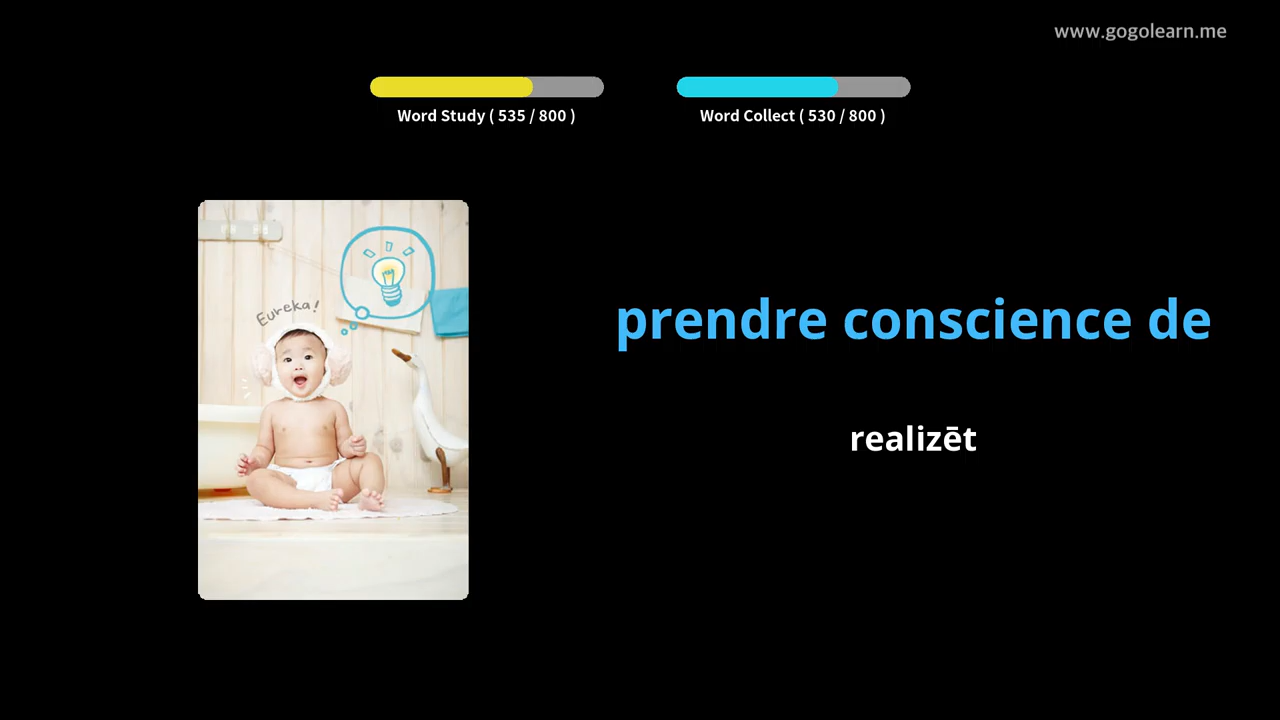 www.gogolearn.me
Word Study ( 535 / 800 )
Word Collect ( 530 / 800 )
Eureka!
prendre conscience de
realizēt